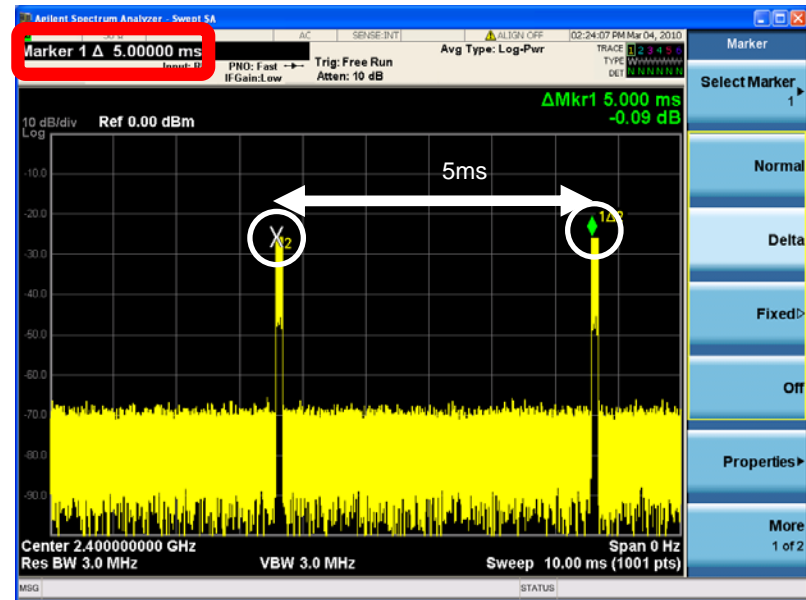 Agilent Spectrum Analyzer - Swept SA
AC SENSE:INT ALIGN OFF 02:24:07 PM Mar 04, 2010
Marker 1 Δ 5.00000 ms
PNO: Fast
IFGain:Low
Trig: Free Run
Atten: 10 dB
Avg Type: Log-Pwr
TRACE 1 2 3 4 5 6
TYPE W
DET N N N N N N
ΔMkr1 5.000 ms
-0.09 dB
10 dB/div Ref 0.00 dBm
Log
-10.0
-20.0
-30.0
-40.0
-50.0
-60.0
-70.0
-80.0
-90.0
5ms
2
1Δ2
Center 2.400000000 GHz
Res BW 3.0 MHz
VBW 3.0 MHz
Span 0 Hz
Sweep 10.00 ms (1001 pts)
MSG
STATUS
Marker
Select Marker
1
Normal
Delta
Fixed
Off
Properties
More
1 of 2